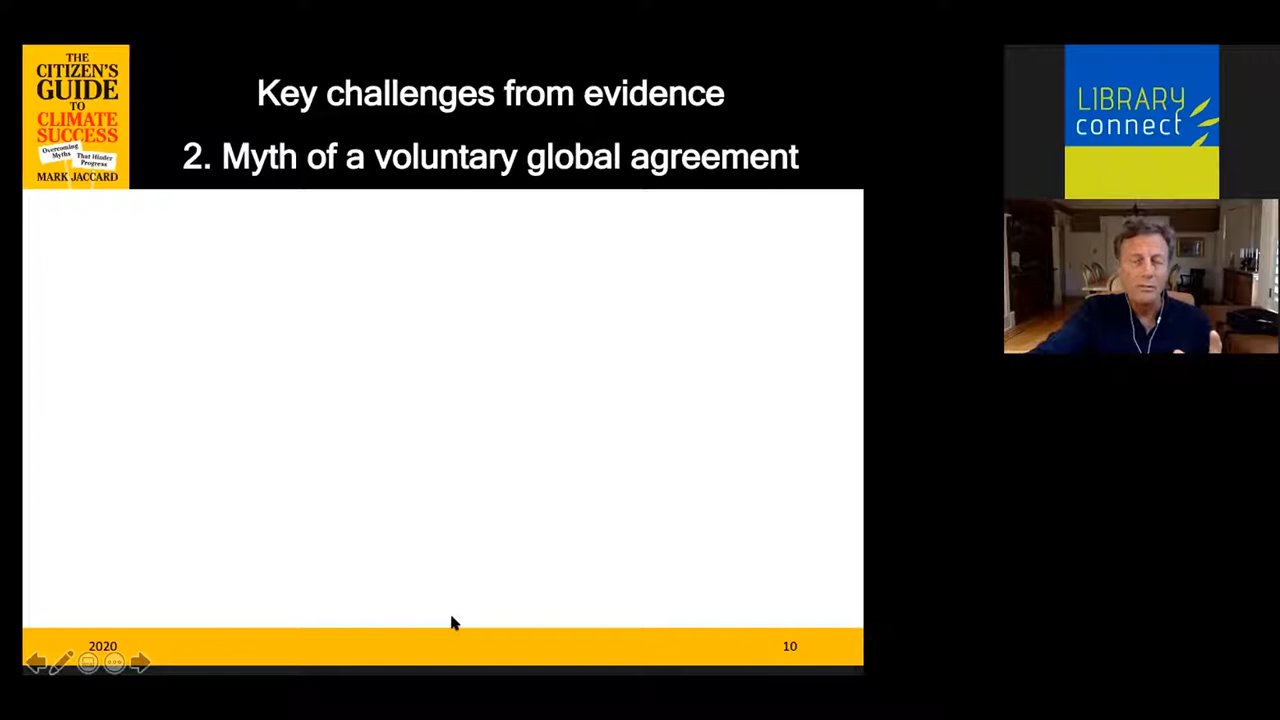 THE
CITIZEN'S
GUIDE
TO
CLIMATE
SUCCESS
Overcoming
Myths
That Hinder
Progress
MARK JACCARD
Key challenges from evidence
2. Myth of a voluntary global agreement
LIBRARY
connect
2020
10